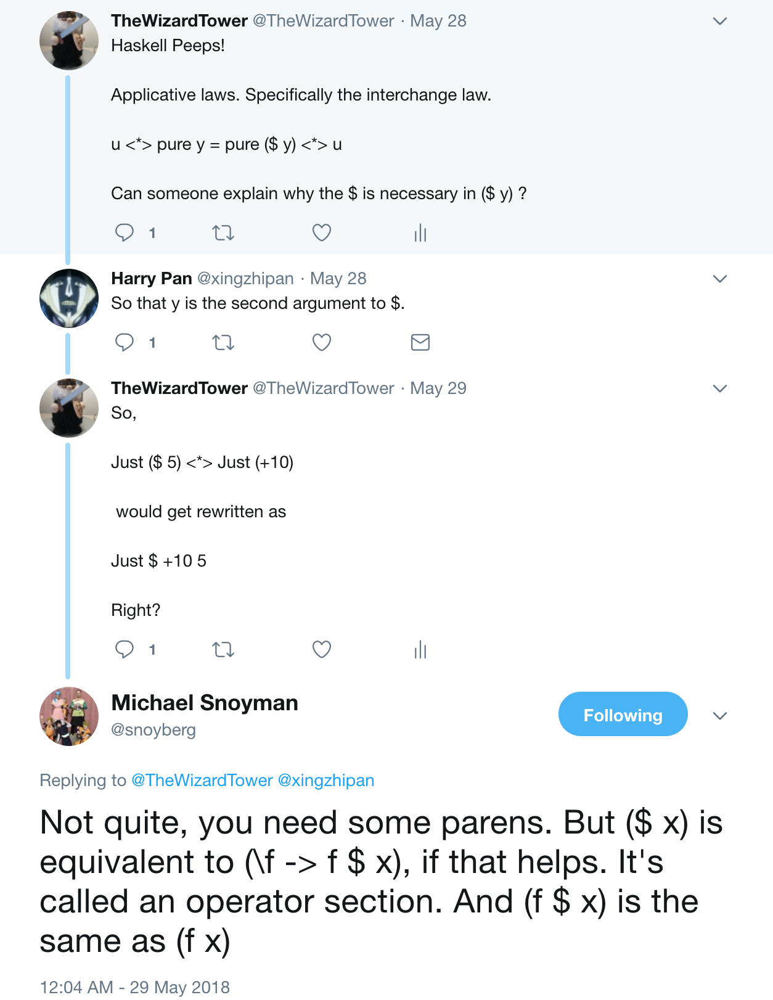 TheWizardTower @TheWizardTower · May 28
Haskell Peeps!
Applicative laws. Specifically the interchange law.
u <*> pure y = pure ($ y) <*> u
Can someone explain why the $ is necessary in ($ y) ?
1
Harry Pan @xingzhipan · May 28
So that y is the second argument to $.
1
TheWizardTower @TheWizardTower · May 29
So,
Just ($ 5) <*> Just (+10)
would get rewritten as
Just $ +10 5
Right?
1
Michael Snoyman
@snoyberg
Following
Replying to @TheWizardTower @xingzhipan
Not quite, you need some parens. But ($ x) is
equivalent to (\f -> f $ x), if that helps. It's
called an operator section. And (f $ x) is the
same as (f x)
12:04 AM - 29 May 2018